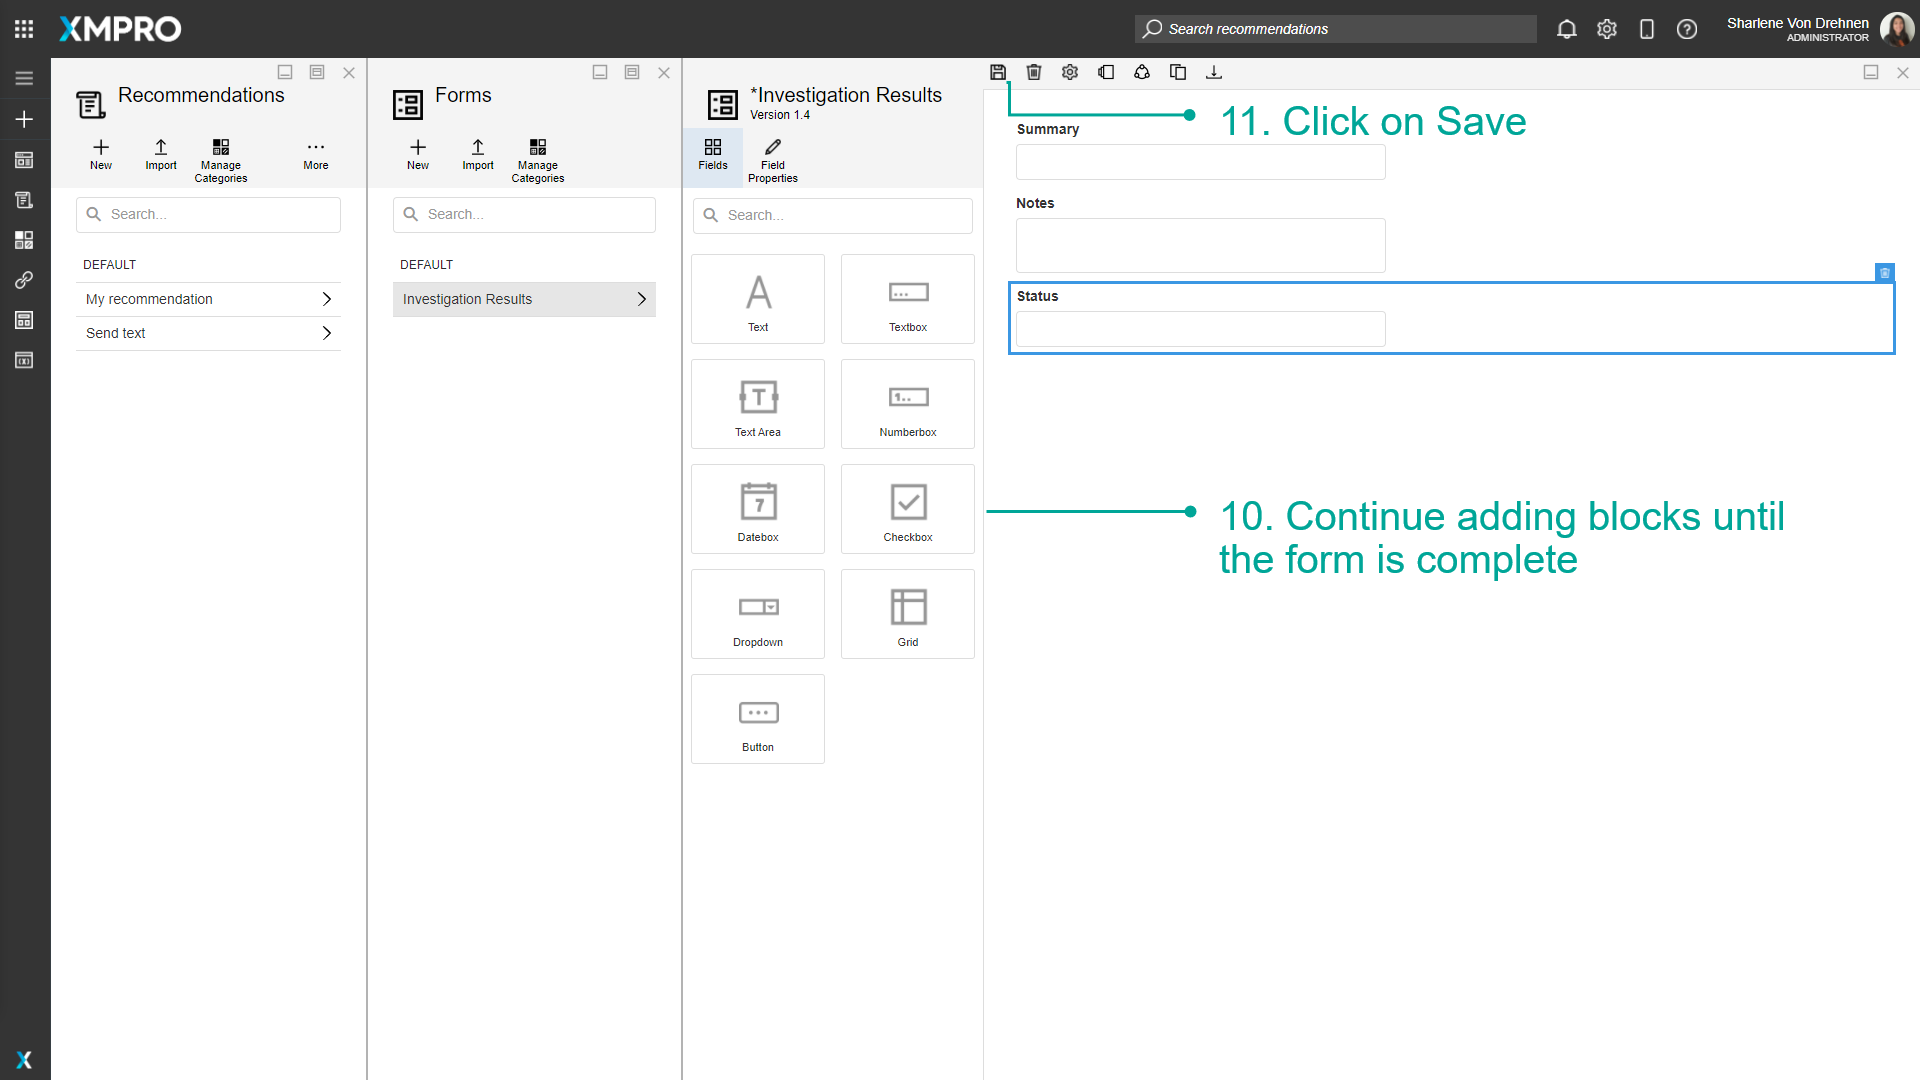 XMPRO
Search recommendations
Sharlene Von Drehnen
ADMINISTRATOR
Recommendations
New
Import
Manage
Categories
More
Search...
DEFAULT
My recommendation
Send text
Forms
New
Import
Manage
Categories
Search...
DEFAULT
Investigation Results
*Investigation Results
Version 1.4
Fields
Field
Properties
Search...
Text
Textbox
Text Area
Numberbox
Datebox
Checkbox
Dropdown
Grid
Button
11. Click on Save
Summary
Notes
Status
10. Continue adding blocks until
the form is complete